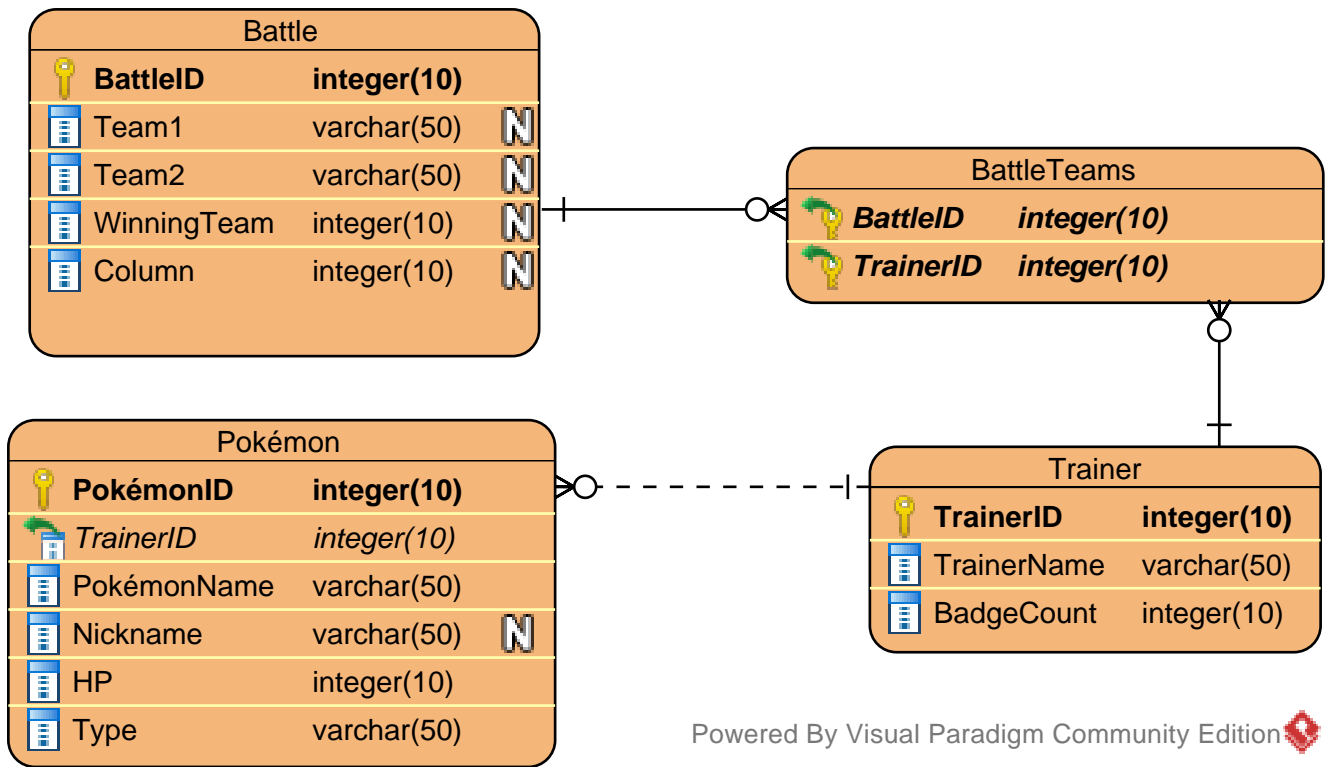 Battle
BattleID integer(10)
Team1 varchar(50) N
Team2 varchar(50) N
WinningTeam integer(10) N
Column integer(10) N
BattleTeams
BattleID integer(10)
TrainerID integer(10)
Pokémon
PokémonID integer(10)
TrainerID integer(10)
PokémonName varchar(50)
Nickname varchar(50) N
HP integer(10)
Type varchar(50)
Trainer
TrainerID integer(10)
TrainerName varchar(50)
BadgeCount integer(10)
Powered By Visual Paradigm Community Edition